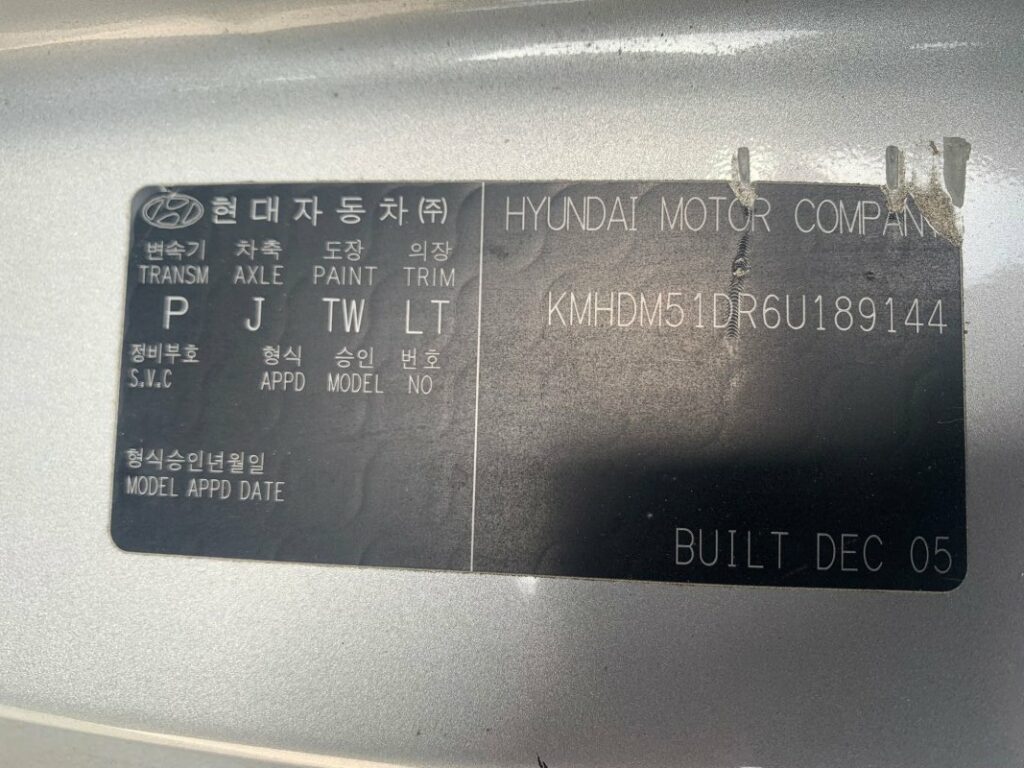 현대자동차(주)
변속기 차축 도장 의장
TRANSM AXLE PAINT TRIM
P J TW LT
정비부호 형식 승인 번호
S.V.C APPD MODEL NO
형식승인년월일
MODEL APPD DATE
HYUNDAI MOTOR COMPANY
KMHDM51DR6U189144
BUILT DEC 05